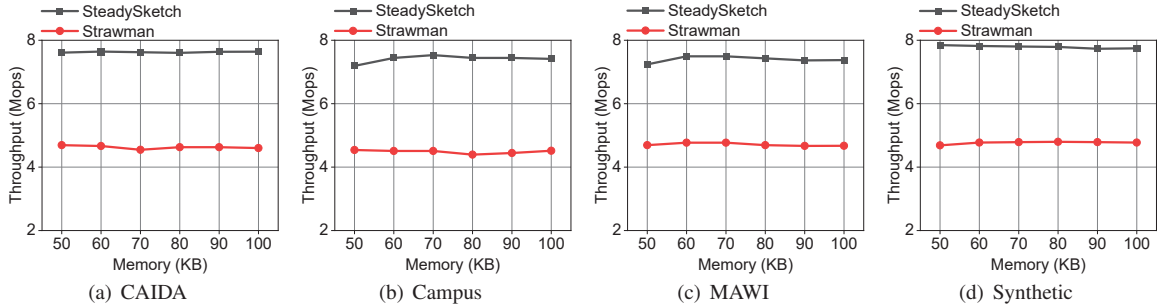 SteadySketch
Strawman
8
6
4
2
Throughput (Mops)
50 60 70 80 90 100
Memory (KB)
(a) CAIDA
SteadySketch
Strawman
8
6
4
2
Throughput (Mops)
50 60 70 80 90 100
Memory (KB)
(b) Campus
SteadySketch
Strawman
8
6
4
2
Throughput (Mops)
50 60 70 80 90 100
Memory (KB)
(c) MAWI
SteadySketch
Strawman
8
6
4
2
Throughput (Mops)
50 60 70 80 90 100
Memory (KB)
(d) Synthetic